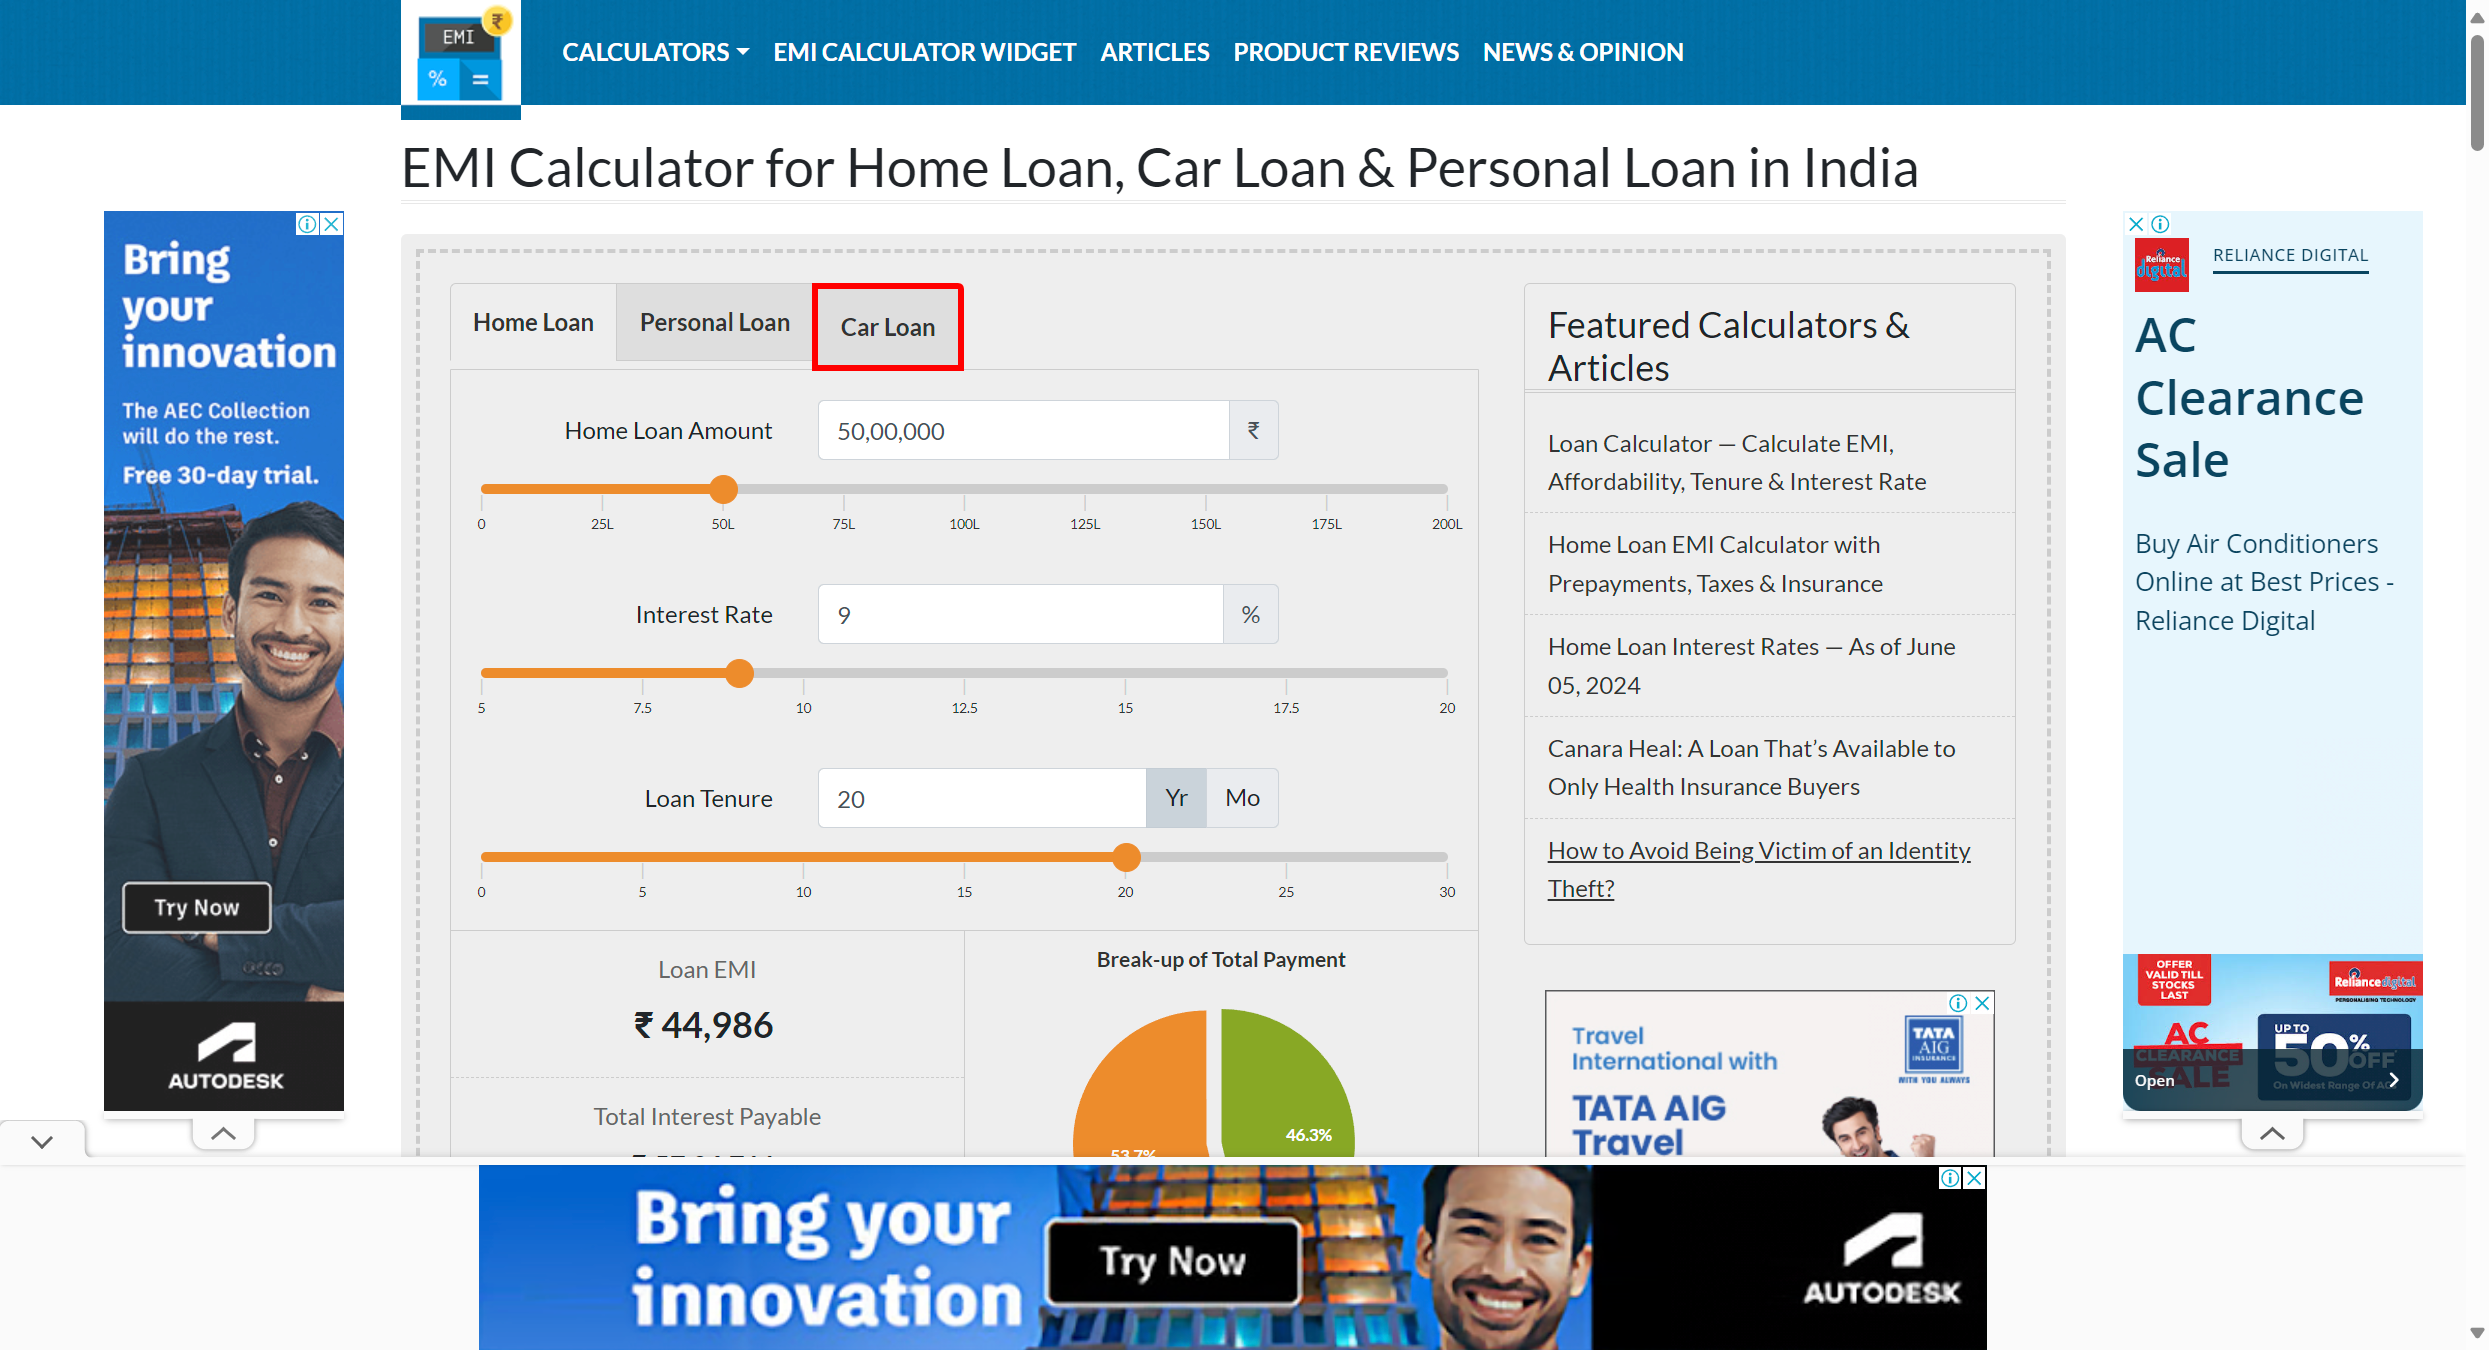 EMI
₹
%
=
CALCULATORS
EMI CALCULATOR WIDGET
ARTICLES
PRODUCT REVIEWS
NEWS & OPINION
EMI Calculator for Home Loan, Car Loan & Personal Loan in India
Bring
your
innovation
The AEC Collection
will do the rest.
Free 30-day trial.
Try Now
AUTODESK
Home Loan
Personal Loan
Car Loan
Home Loan Amount
50,00,000
₹
0 25L 50L 75L 100L 125L 150L 175L 200L
Interest Rate
9
%
5 7.5 10 12.5 15 17.5 20
Loan Tenure
20
Yr
Mo
0 5 10 15 20 25 30
Loan EMI
₹ 44,986
Total Interest Payable
Break-up of Total Payment
53.7%
46.3%
Featured Calculators &
Articles
Loan Calculator — Calculate EMI,
Affordability, Tenure & Interest Rate
Home Loan EMI Calculator with
Prepayments, Taxes & Insurance
Home Loan Interest Rates — As of June
05, 2024
Canara Heal: A Loan That’s Available to
Only Health Insurance Buyers
How to Avoid Being Victim of an Identity
Theft?
Travel
International with
TATA AIG
Travel
TATA
AIG
INSURANCE
WITH YOU ALWAYS
Reliance
digital
RELIANCE DIGITAL
AC
Clearance
Sale
Buy Air Conditioners
Online at Best Prices -
Reliance Digital
OFFER
VALID TILL
STOCKS
LAST
Reliance digital
PERSONALISING TECHNOLOGY
AC
CLEARANCE
SALE
UP TO
50%
OFF
On Widest Range Of
Open
Bring your
innovation
Try Now
AUTODESK